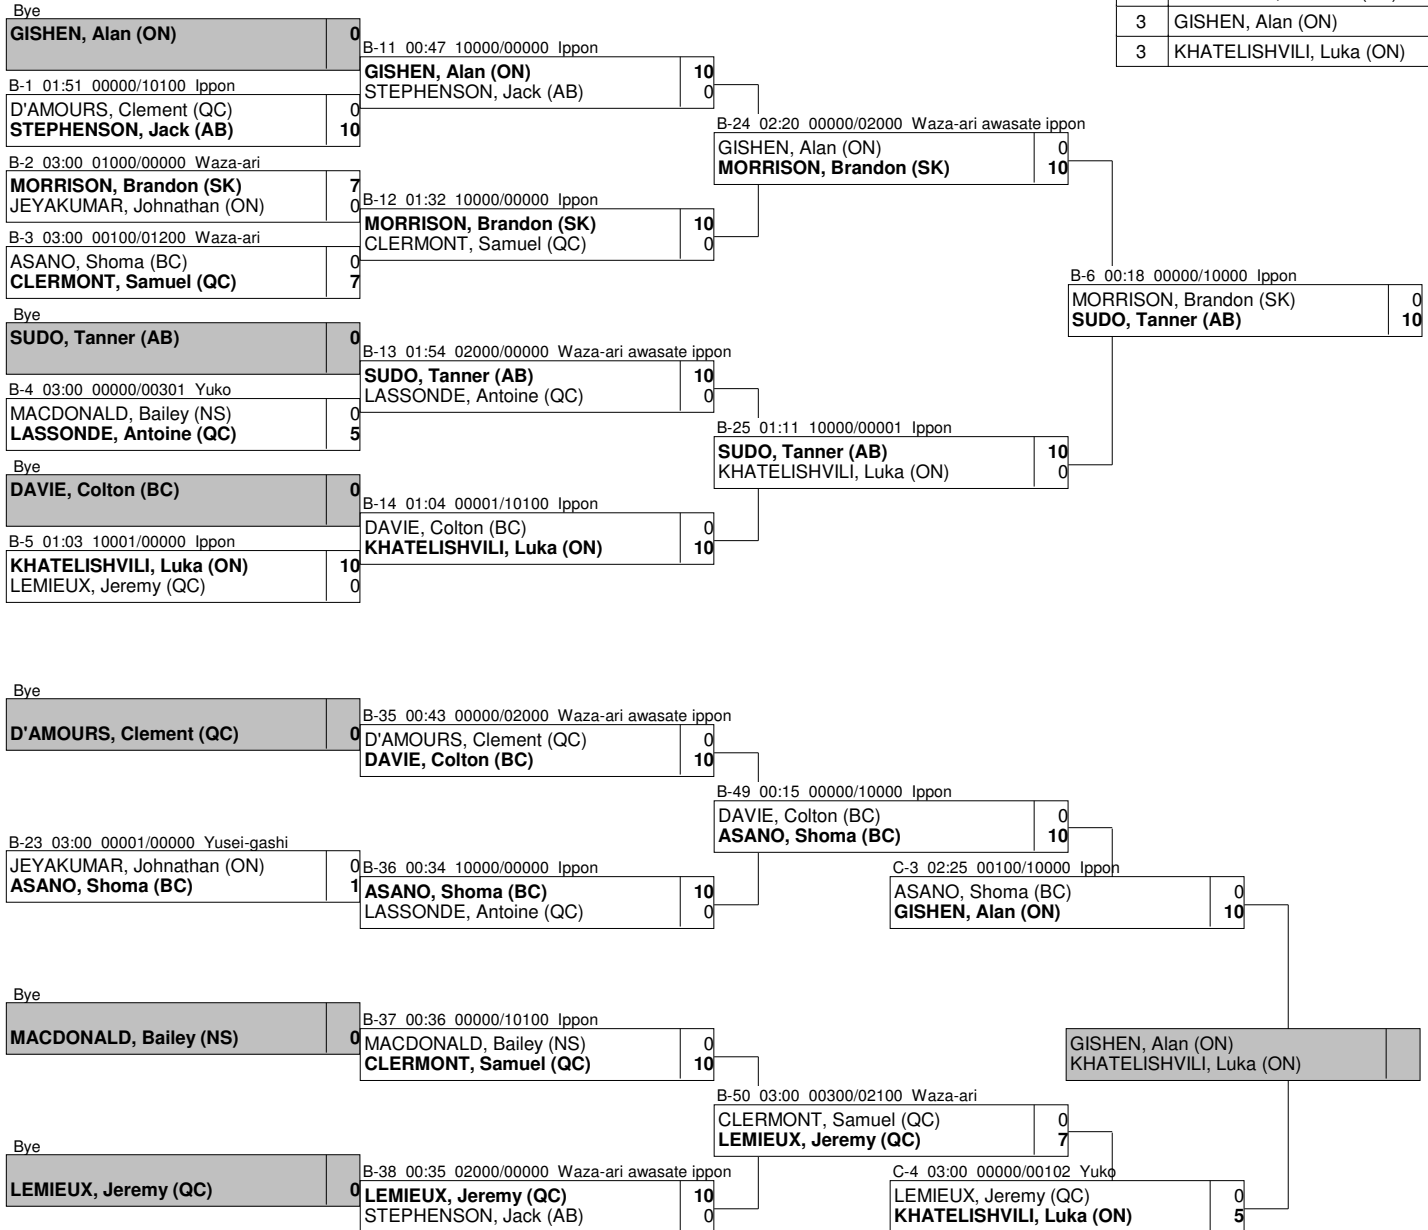 3 GISHEN, Alan (ON)
3 KHATELISHVILI, Luka (ON)
Bye
GISHEN, Alan (ON) 0
B-1 01:51 00000/10100 Ippon
D'AMOURS, Clement (QC) 0
STEPHENSON, Jack (AB) 10
B-2 03:00 01000/00000 Waza-ari
MORRISON, Brandon (SK) 7
JEYAKUMAR, Johnathan (ON) 0
B-3 03:00 00100/01200 Waza-ari
ASANO, Shoma (BC) 0
CLERMONT, Samuel (QC) 7
Bye
SUDO, Tanner (AB) 0
B-4 03:00 00000/00301 Yuko
MACDONALD, Bailey (NS) 0
LASSONDE, Antoine (QC) 5
Bye
DAVIE, Colton (BC) 0
B-5 01:03 10001/00000 Ippon
KHATELISHVILI, Luka (ON) 10
LEMIEUX, Jeremy (QC) 0
B-11 00:47 10000/00000 Ippon
GISHEN, Alan (ON) 10
STEPHENSON, Jack (AB) 0
B-12 01:32 10000/00000 Ippon
MORRISON, Brandon (SK) 10
CLERMONT, Samuel (QC) 0
B-13 01:54 02000/00000 Waza-ari awasate ippon
SUDO, Tanner (AB) 10
LASSONDE, Antoine (QC) 0
B-14 01:04 00001/10100 Ippon
DAVIE, Colton (BC) 0
KHATELISHVILI, Luka (ON) 10
B-24 02:20 00000/02000 Waza-ari awasate ippon
GISHEN, Alan (ON) 0
MORRISON, Brandon (SK) 10
B-25 01:11 10000/00001 Ippon
SUDO, Tanner (AB) 10
KHATELISHVILI, Luka (ON) 0
B-6 00:18 00000/10000 Ippon
MORRISON, Brandon (SK) 0
SUDO, Tanner (AB) 10
Bye
D'AMOURS, Clement (QC) 0
B-23 03:00 00001/00000 Yusei-gashi
JEYAKUMAR, Johnathan (ON) 0
ASANO, Shoma (BC) 1
Bye
MACDONALD, Bailey (NS) 0
Bye
LEMIEUX, Jeremy (QC) 0
B-35 00:43 00000/02000 Waza-ari awasate ippon
D'AMOURS, Clement (QC) 0
DAVIE, Colton (BC) 10
B-36 00:34 10000/00000 Ippon
ASANO, Shoma (BC) 10
LASSONDE, Antoine (QC) 0
B-37 00:36 00000/10100 Ippon
MACDONALD, Bailey (NS) 0
CLERMONT, Samuel (QC) 10
B-38 00:35 02000/00000 Waza-ari awasate ippon
LEMIEUX, Jeremy (QC) 10
STEPHENSON, Jack (AB) 0
B-49 00:15 00000/10000 Ippon
DAVIE, Colton (BC) 0
ASANO, Shoma (BC) 10
B-50 03:00 00300/02100 Waza-ari
CLERMONT, Samuel (QC) 0
LEMIEUX, Jeremy (QC) 7
C-3 02:25 00100/10000 Ippon
ASANO, Shoma (BC) 0
GISHEN, Alan (ON) 10
C-4 03:00 00000/00102 Yuko
LEMIEUX, Jeremy (QC) 0
KHATELISHVILI, Luka (ON) 5
GISHEN, Alan (ON)
KHATELISHVILI, Luka (ON)